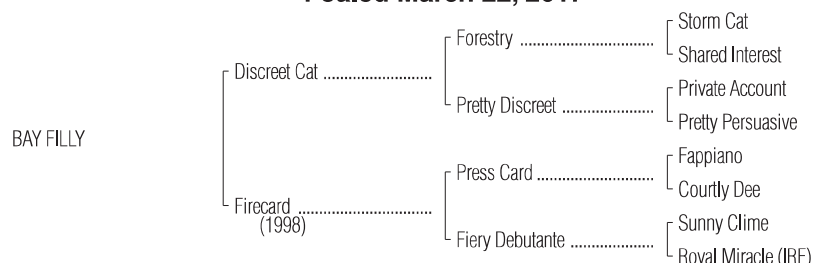 Foaled March 22, 2017
Storm Cat
Forestry ........................................
Shared Interest
Discreet Cat ................................
Private Account
Pretty Discreet ...........................
Pretty Persuasive
BAY FILLY
Fappiano
Press Card ..................................
Courtly Dee
Firecard .......................................
(1998)
Sunny Clime
Fiery Debutante .........................
Royal Miracle (IRE)